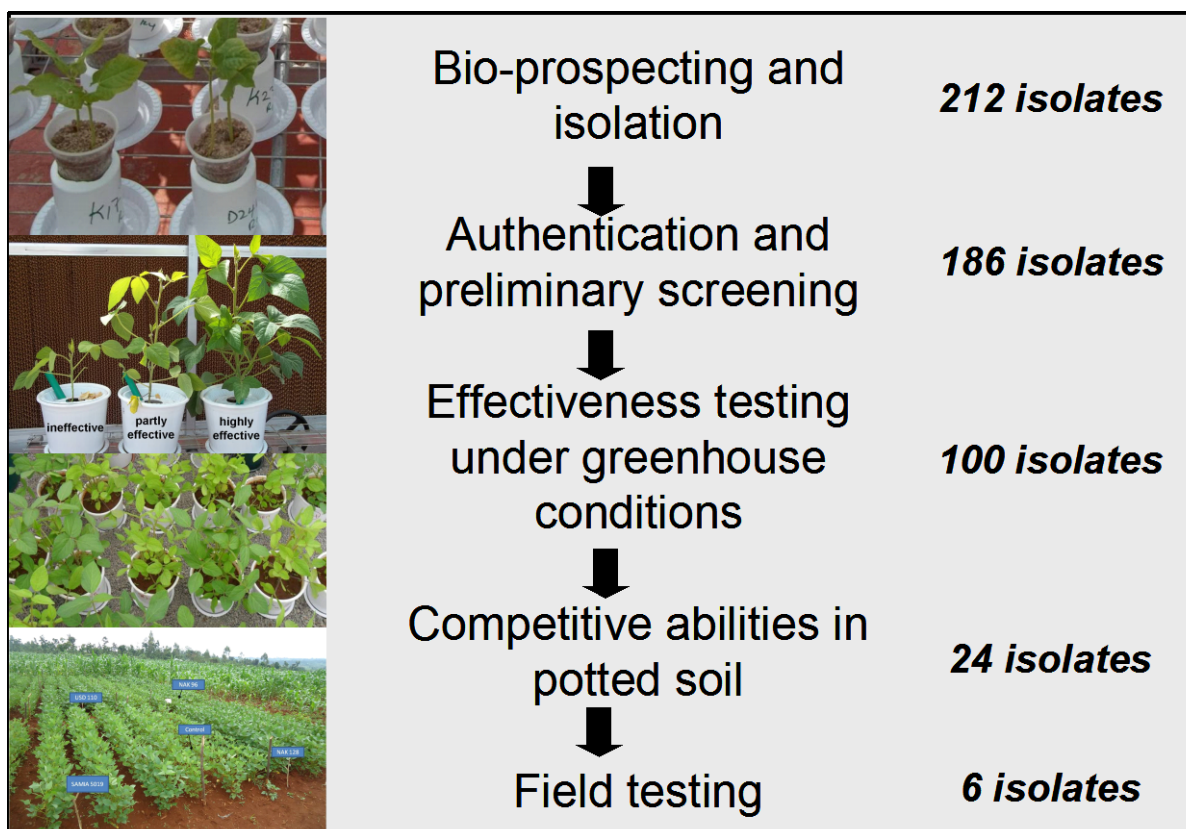 Bio-prospecting and
isolation
212 isolates
Authentication and
preliminary screening
186 isolates
Effectiveness testing
under greenhouse
conditions
100 isolates
Competitive abilities in
potted soil
24 isolates
Field testing
6 isolates
ineffective
partly
effective
highly
effective
NAK 96
USD 110
Control
NAK 128
SAMIA 5019